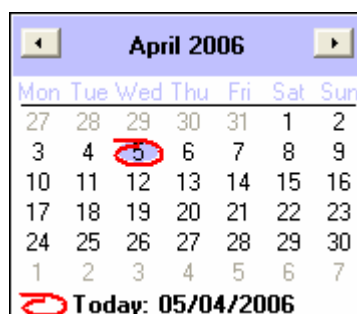 April 2006
Mon Tue Wed Thu Fri Sat Sun
27 28 29 30 31 1 2
3 4 5 6 7 8 9
10 11 12 13 14 15 16
17 18 19 20 21 22 23
24 25 26 27 28 29 30
1 2 3 4 5 6 7
Today: 05/04/2006